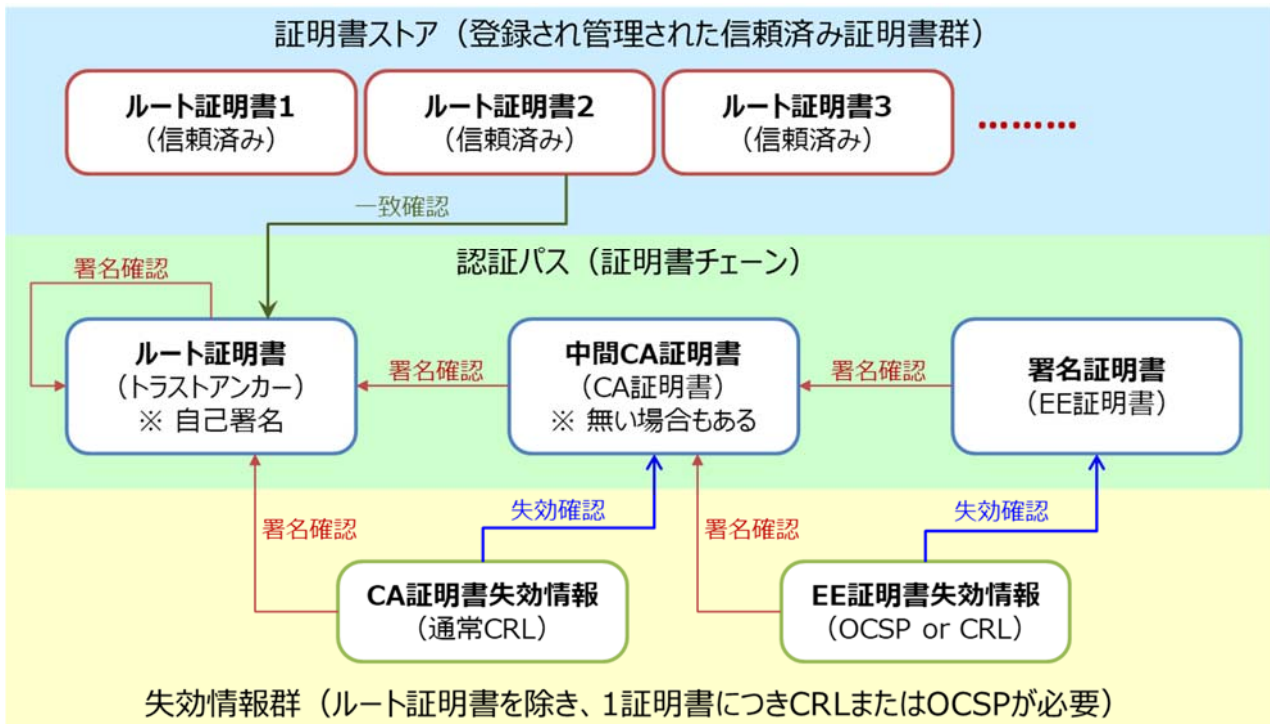 証明書ストア（登録され管理された信頼済み証明書群）
ルート証明書1
（信頼済み）
ルート証明書2
（信頼済み）
ルート証明書3
（信頼済み）
………
一致確認
認証パス（証明書チェーン）
署名確認
ルート証明書
（トラストアンカー）
※ 自己署名
署名確認
中間CA証明書
（CA証明書）
※ 無い場合もある
署名確認
署名証明書
（EE証明書）
署名確認
失効確認
署名確認
失効確認
CA証明書失効情報
（通常CRL）
EE証明書失効情報
（OCSP or CRL）
失効情報群（ルート証明書を除き、1証明書につきCRLまたはOCSPが必要）